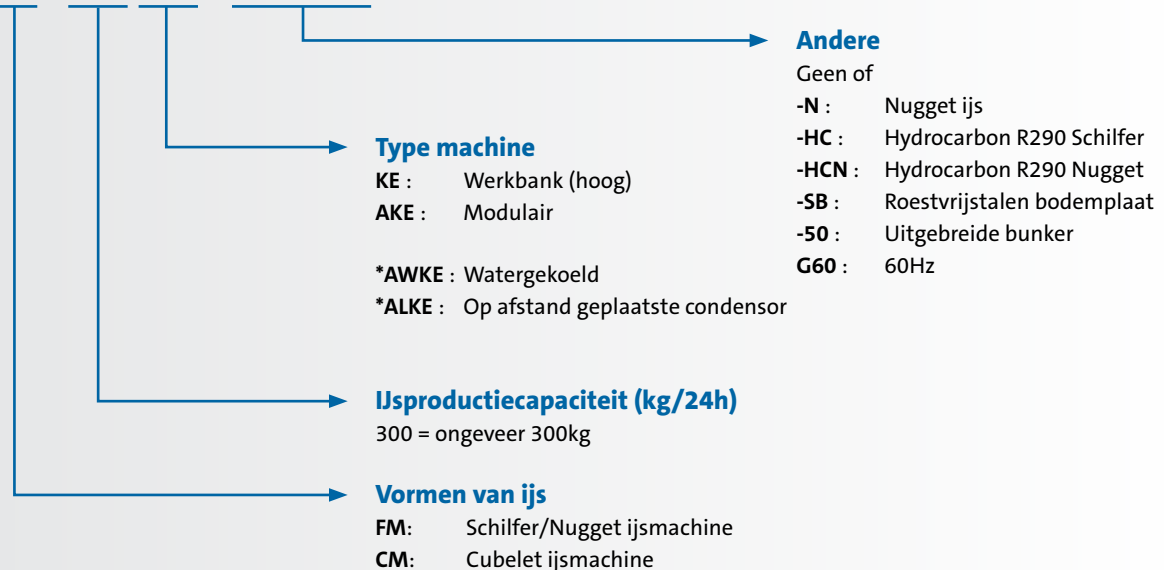 Andere
Geen of
-N : Nugget ijs
-HC : Hydrocarbon R290 Schilfer
-HCN : Hydrocarbon R290 Nugget
-SB : Roestvrijstalen bodemplaat
-50 : Uitgebreide bunker
G60 : 60Hz
Type machine
KE : Werkbank (hoog)
AKE : Modulair
*AWKE : Watergekoeld
*ALKE : Op afstand geplaatste condensor
IJsproductiecapaciteit (kg/24h)
300 = ongeveer 300kg
Vormen van ijs
FM: Schilfer/Nugget ijsmachine
CM: Cubelet ijsmachine